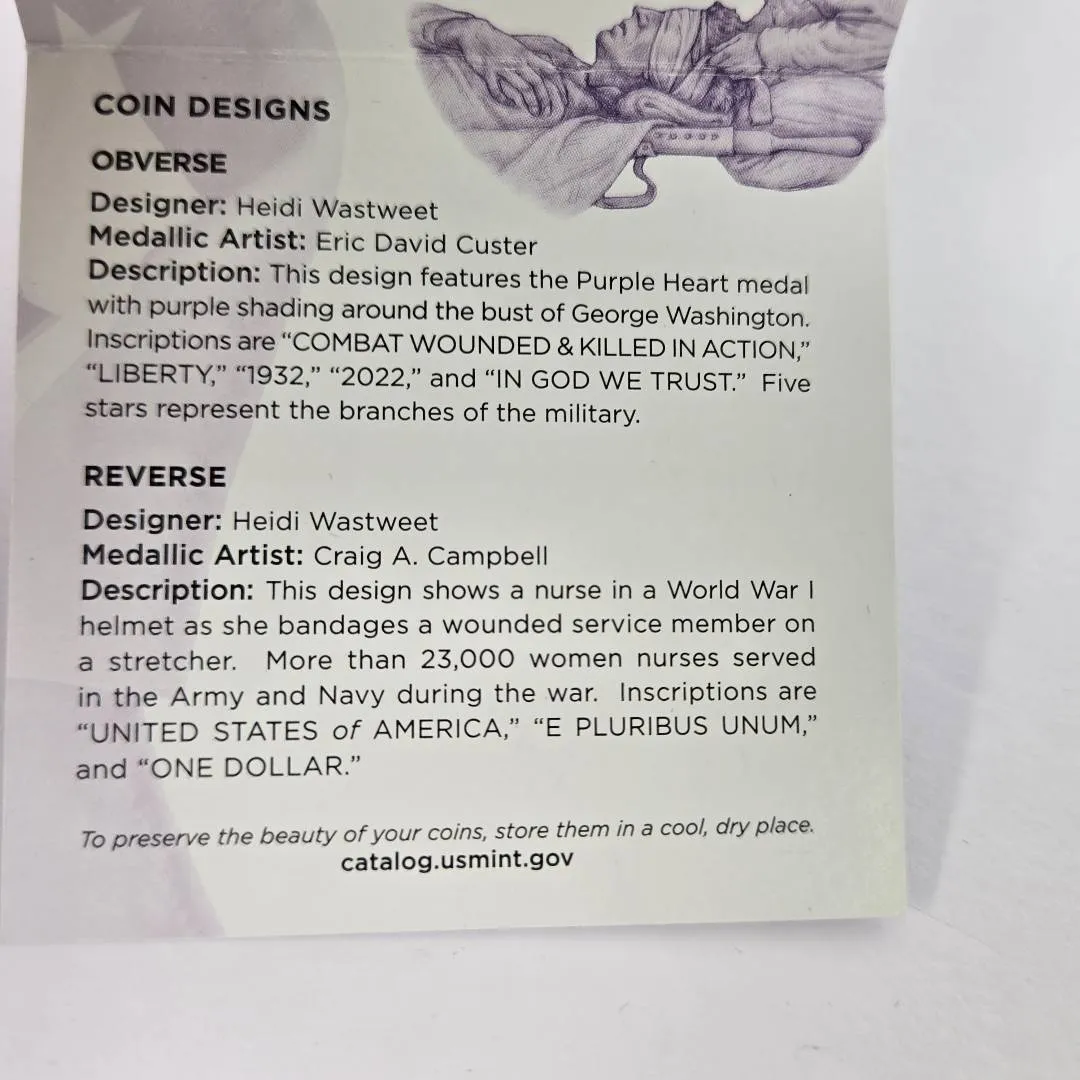 COIN DESIGNS
OBVERSE
Designer: Heidi Wastweet
Medallic Artist: Eric David Custer
Description: This design features the Purple Heart medal
with purple shading around the bust of George Washington.
Inscriptions are “COMBAT WOUNDED & KILLED IN ACTION,”
“LIBERTY,” “1932,” “2022,” and “IN GOD WE TRUST.” Five
stars represent the branches of the military.
REVERSE
Designer: Heidi Wastweet
Medallic Artist: Craig A. Campbell
Description: This design shows a nurse in a World War I
helmet as she bandages a wounded service member on
a stretcher. More than 23,000 women nurses served
in the Army and Navy during the war. Inscriptions are
“UNITED STATES of AMERICA,” “E PLURIBUS UNUM,”
and “ONE DOLLAR.”
To preserve the beauty of your coins, store them in a cool, dry place.
catalog.usmint.gov